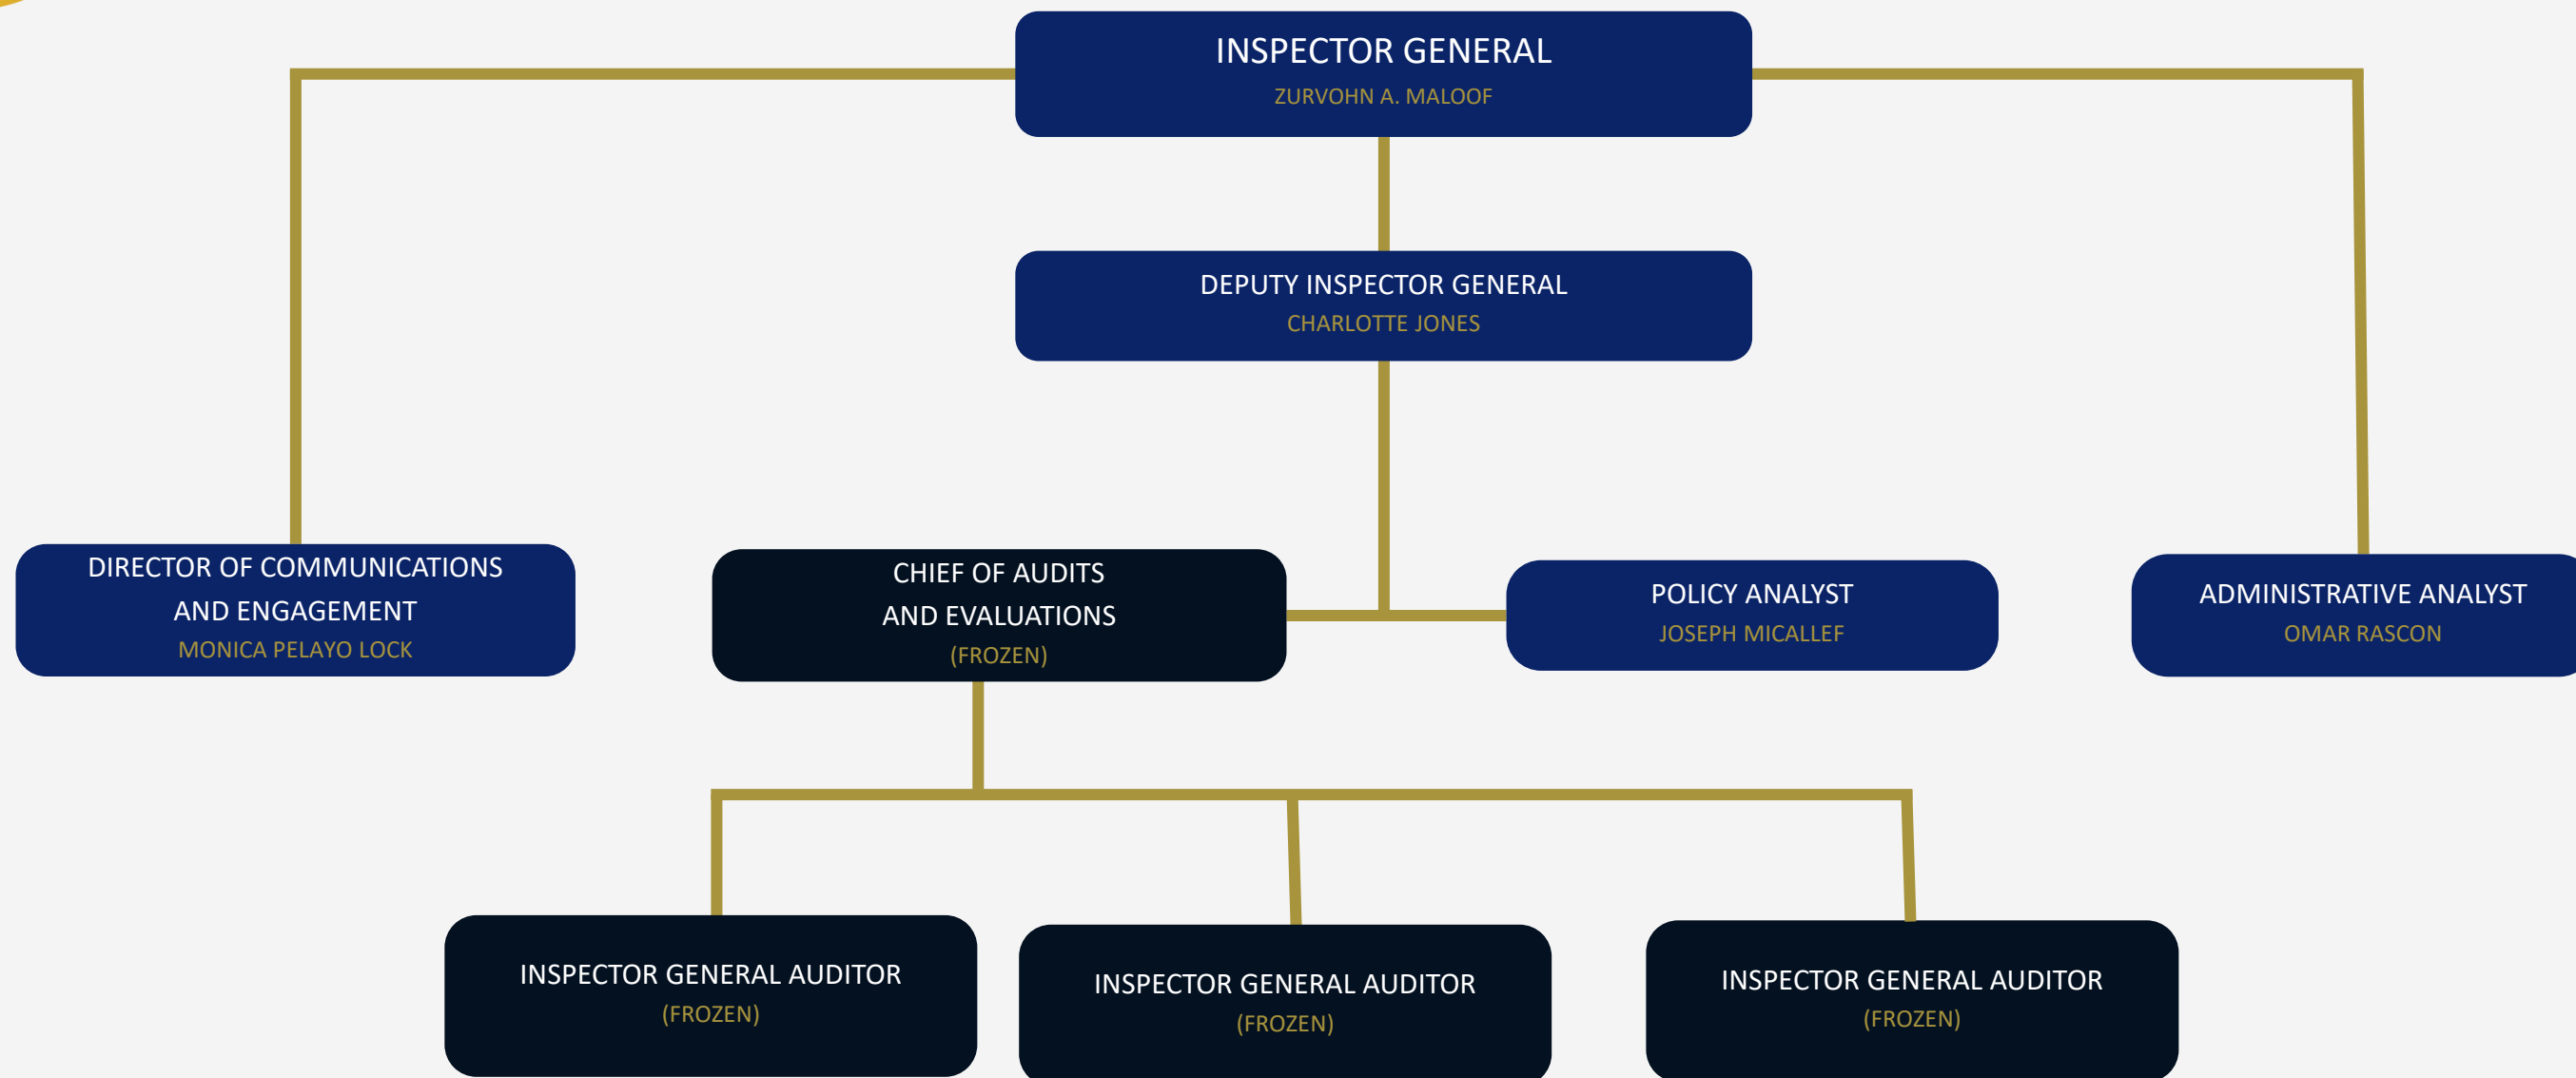 INSPECTOR GENERAL
ZURVOHN A. MALOOF
DEPUTY INSPECTOR GENERAL
CHARLOTTE JONES
DIRECTOR OF COMMUNICATIONS
AND ENGAGEMENT
MONICA PELAYO LOCK
CHIEF OF AUDITS
AND EVALUATIONS
(FROZEN)
POLICY ANALYST
JOSEPH MICALLEF
ADMINISTRATIVE ANALYST
OMAR RASCON
INSPECTOR GENERAL AUDITOR
(FROZEN)
INSPECTOR GENERAL AUDITOR
(FROZEN)
INSPECTOR GENERAL AUDITOR
(FROZEN)